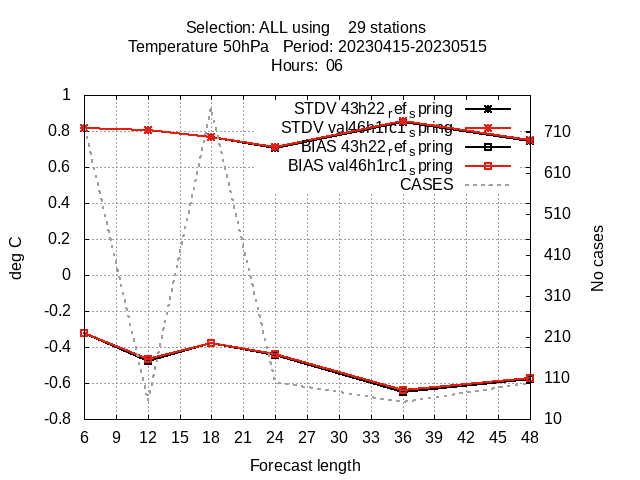 Selection: ALL using 29 stations
Temperature 50hPa Period: 20230415-20230515
Hours: 06
STDV 43h22_ref_spring
STDV val46h1rc1_spring
BIAS 43h22_ref_spring
BIAS val46h1rc1_spring
CASES
1
0.8
0.6
0.4
0.2
0
-0.2
-0.4
-0.6
-0.8
deg C
710
610
510
410
310
210
110
10
No cases
6 9 12 15 18 21 24 27 30 33 36 39 42 45 48
Forecast length